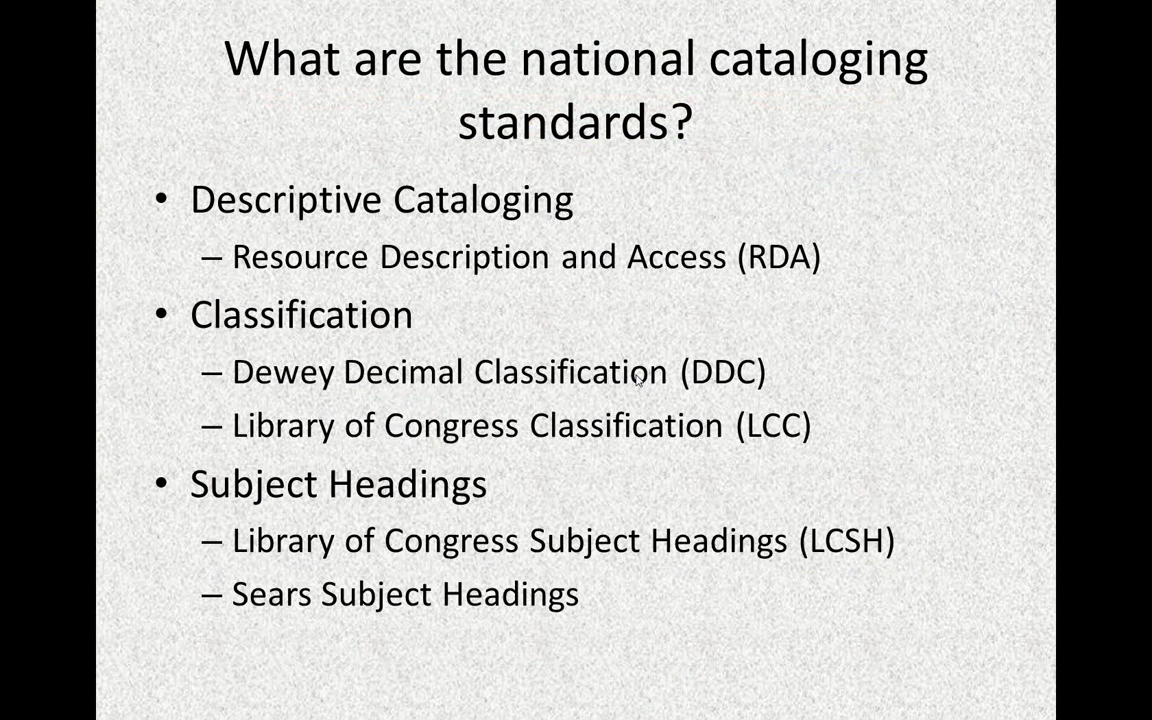 What are the national cataloging
standards?
• Descriptive Cataloging
– Resource Description and Access (RDA)
• Classification
– Dewey Decimal Classification (DDC)
– Library of Congress Classification (LCC)
• Subject Headings
– Library of Congress Subject Headings (LCSH)
– Sears Subject Headings